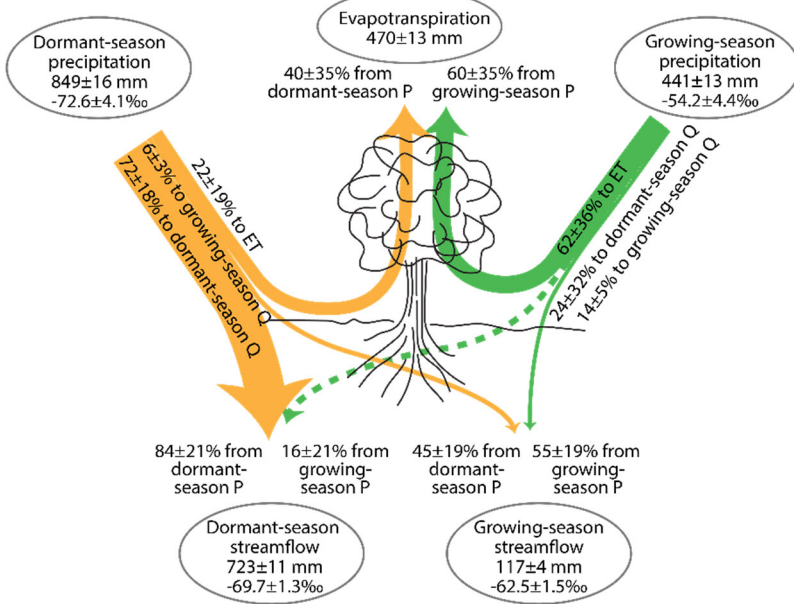 Evapotranspiration
470±13 mm
Dormant-season
precipitation
849±16 mm
-72.6±4.1‰
Growing-season
precipitation
441±13 mm
-54.2±4.4‰
40±35% from
dormant-season P
60±35% from
growing-season P
22±19% to ET
6±3% to growing-season Q
72±18% to dormant-season Q
62±36% to ET
24±32% to dormant-season Q
14±5% to growing-season Q
84±21% from
dormant-
season P
16±21% from
growing-
season P
45±19% from
dormant-
season P
55±19% from
growing-
season P
Dormant-season
streamflow
723±11 mm
-69.7±1.3‰
Growing-season
streamflow
117±4 mm
-62.5±1.5‰